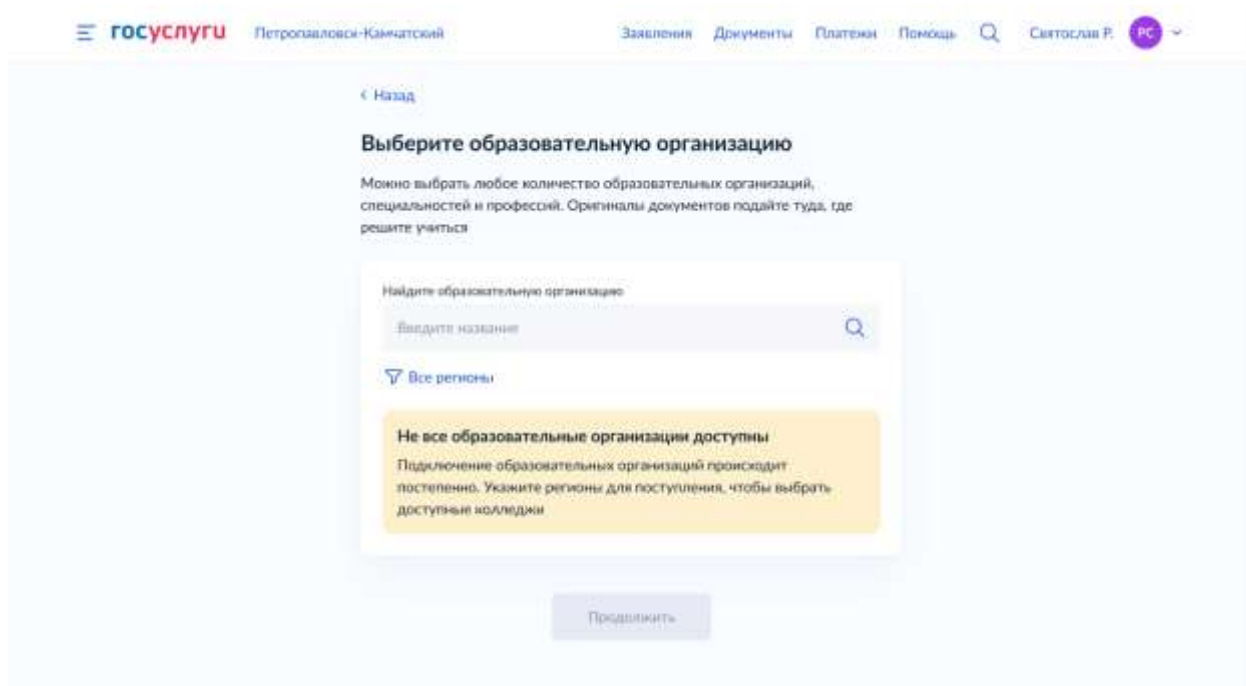 госуслуги Петропавловск-Камчатский Заявления Документы Платежи Помощь Святослав Р. РС
Назад
Выберите образовательную организацию
Можно выбрать любое количество образовательных организаций,
специальностей и профессий. Оригиналы документов подайте туда, где
решите учиться
Найдите образовательную организацию
Введите название
Все регионы
Не все образовательные организации доступны
Подключение образовательных организаций происходит
постепенно. Укажите регионы для поступления, чтобы выбрать
доступные колледжи
Продолжить